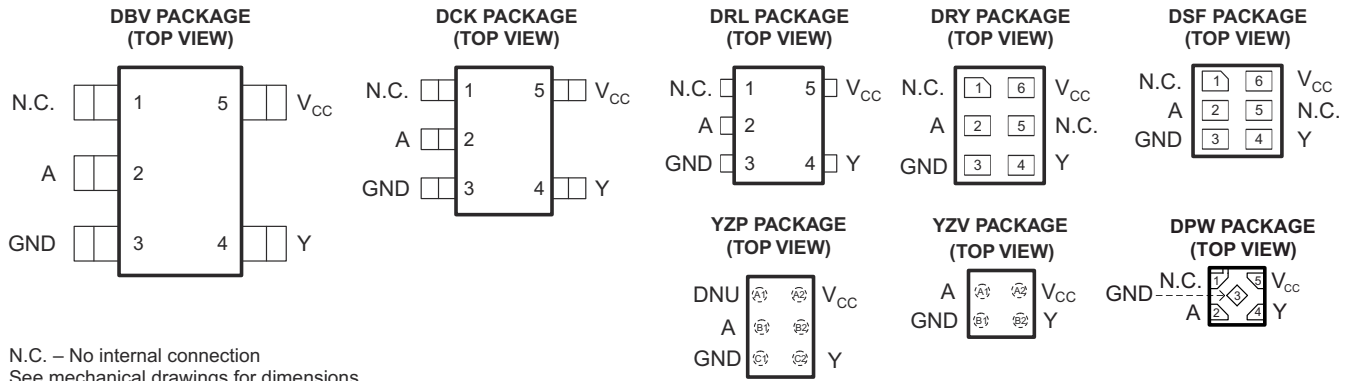 DBV PACKAGE
(TOP VIEW)
N.C.
1
5
VCC
A
2
GND
3
4
Y
DCK PACKAGE
(TOP VIEW)
N.C.
1
5
VCC
A
2
GND
3
4
Y
DRL PACKAGE
(TOP VIEW)
N.C.
1
5
VCC
A
2
GND
3
4
Y
DRY PACKAGE
(TOP VIEW)
N.C.
1
6
VCC
A
2
5
N.C.
GND
3
4
Y
DSF PACKAGE
(TOP VIEW)
N.C.
1
6
VCC
A
2
5
N.C.
GND
3
4
Y
YZP PACKAGE
(TOP VIEW)
DNU
A1
A2
VCC
A
B1
B2
GND
C1
C2
Y
YZV PACKAGE
(TOP VIEW)
A
A1
A2
VCC
GND
B1
B2
Y
DPW PACKAGE
(TOP VIEW)
N.C.
1
5
VCC
GND
3
A
2
4
Y
N.C. – No internal connection
See mechanical drawings for dimensions